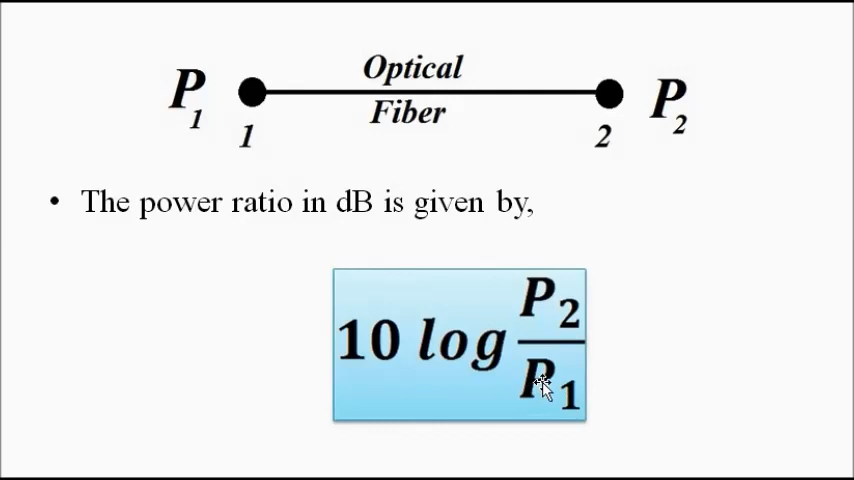 P1 Optical Fiber P2
1 2
• The power ratio in dB is given by,
10 log P2/P1